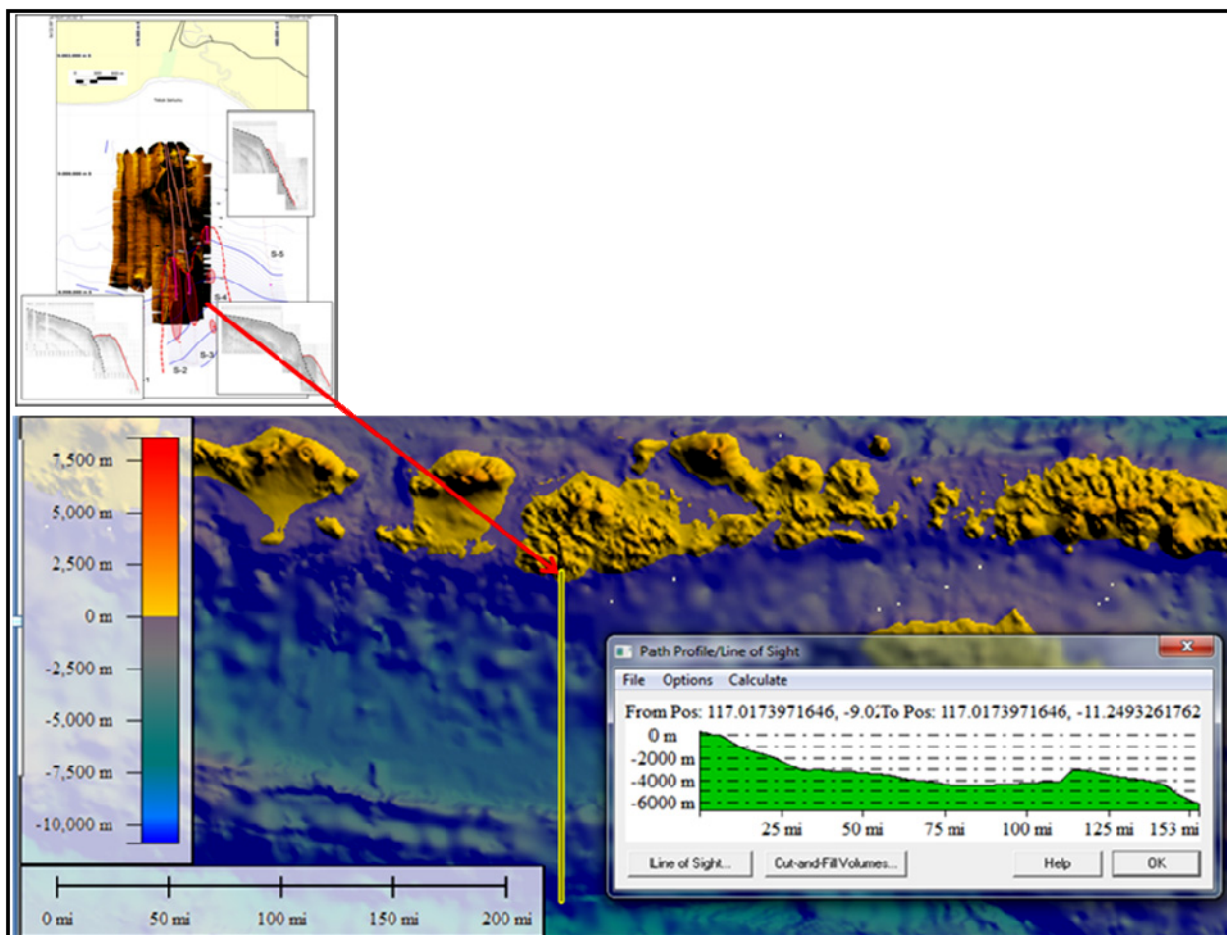 S-5
S-4
S-3
S-2
7,500 m
5,000 m
2,500 m
0 m
-2,500 m
-5,000 m
-7,500 m
-10,000 m
0 mi 50 mi 100 mi 150 mi 200 mi
Path Profile/Line of Sight
File Options Calculate
From Pos: 117.0173971646, -9.02 To Pos: 117.0173971646, -11.2493261762
0 m
-2000 m
-4000 m
-6000 m
25 mi 50 mi 75 mi 100 mi 125 mi 153 mi
Line of Sight... Cut-and-Fill Volumes... Help OK